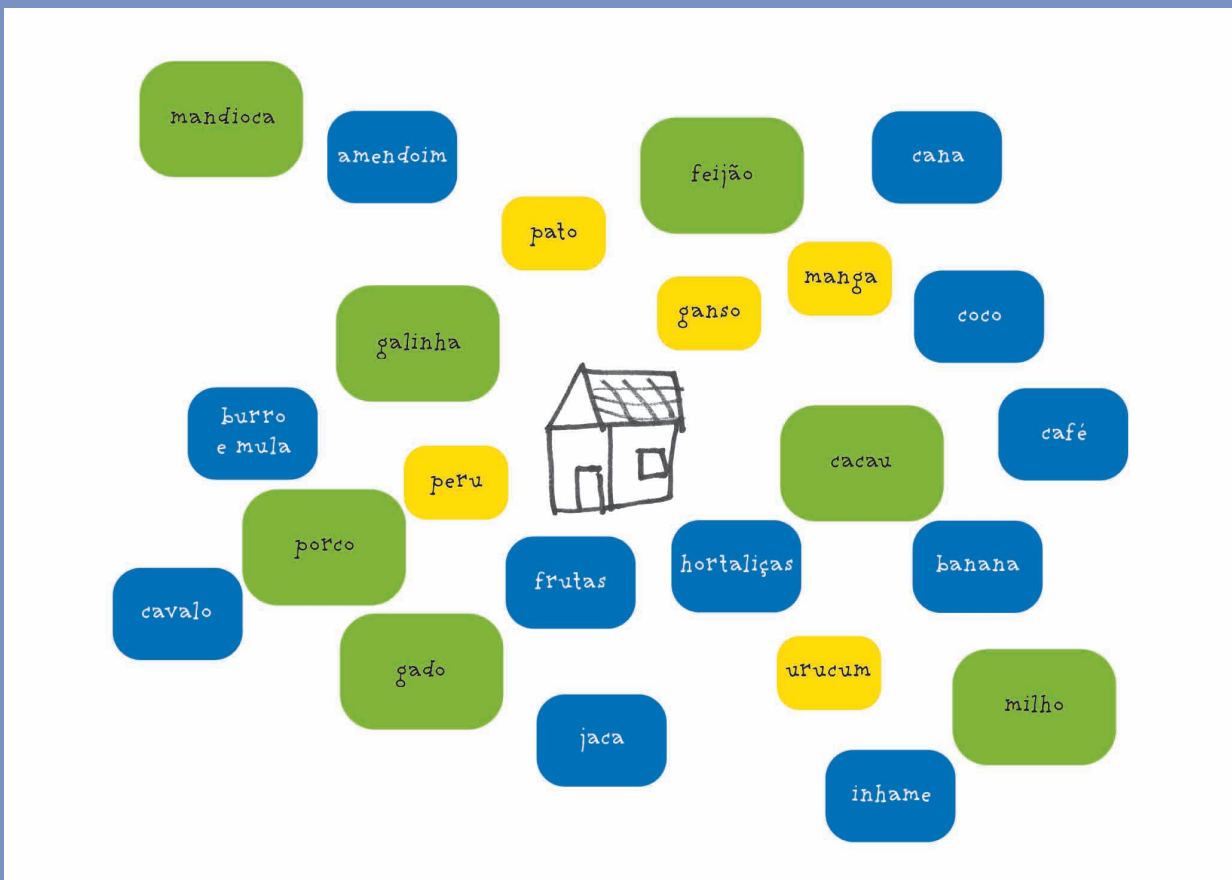 mandioca
amendoim
feijão
cana
pato
manga
ganso
coco
galinha
burro
e mula
café
cacau
peru
porco
hortaliças
banana
frutas
cavalo
gado
urucum
milho
jaca
inhame